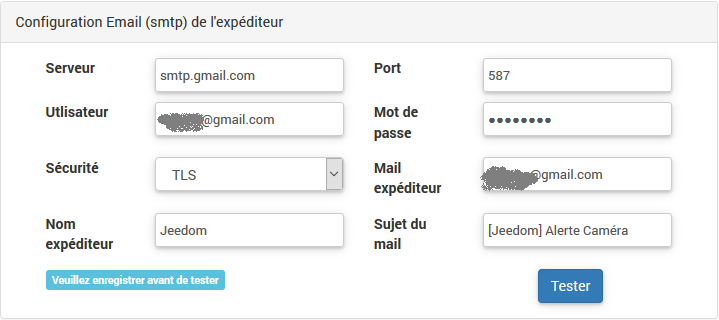 Configuration Email (smtp) de l'expéditeur
Serveur
smtp.gmail.com
Port
587
Utlisateur
@gmail.com
Mot de passe
••••••••
Sécurité
TLS
Mail expéditeur
@gmail.com
Nom expéditeur
Jeedom
Sujet du mail
[Jeedom] Alerte Caméra
Veuillez enregistrer avant de tester
Tester